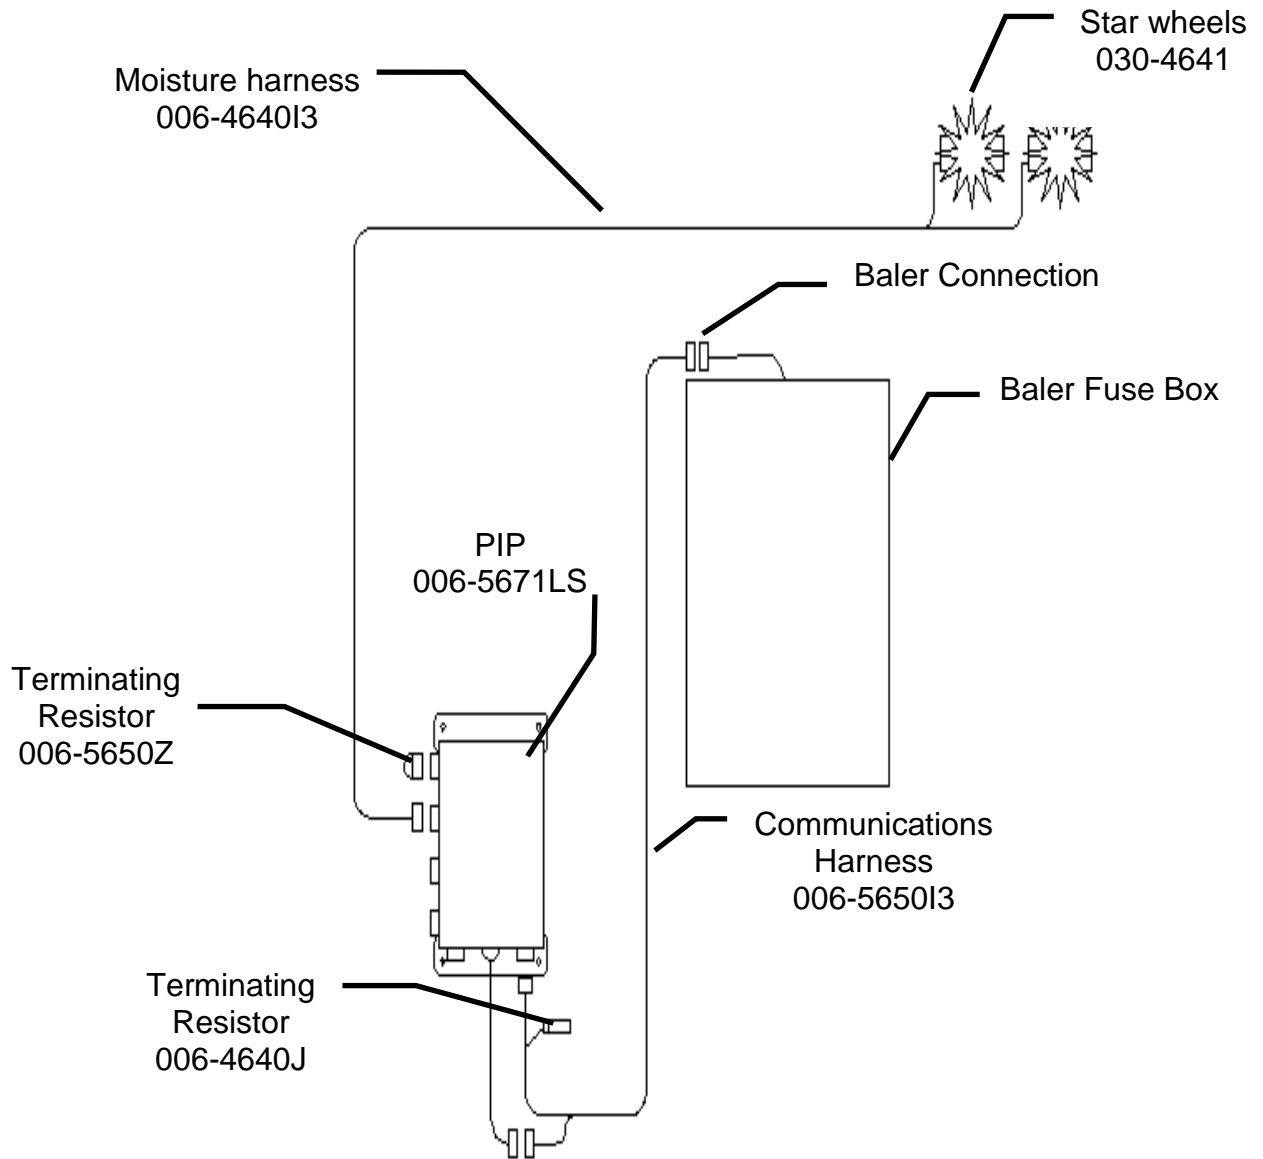 Star wheels
030-4641
Moisture harness
006-4640I3
Baler Connection
Baler Fuse Box
PIP
006-5671LS
Terminating
Resistor
006-5650Z
Communications
Harness
006-5650I3
Terminating
Resistor
006-4640J